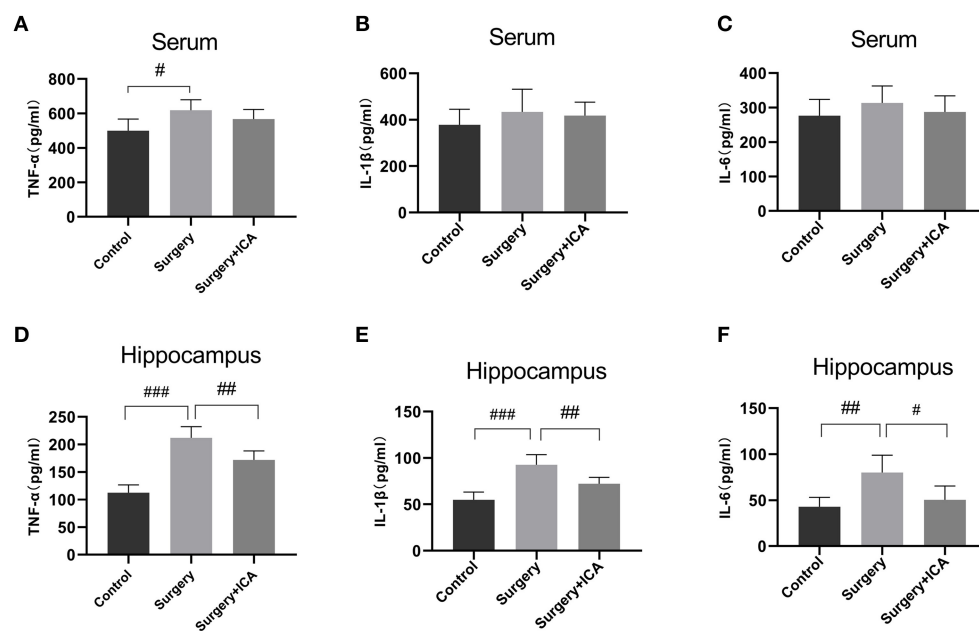 A
Serum
#
TNF-α(pg/ml)
800
600
400
200
0
Control
Surgery
Surgery+ICA
B
Serum
IL-1β(pg/ml)
600
400
200
0
Control
Surgery
Surgery+ICA
C
Serum
IL-6(pg/ml)
400
300
200
100
0
Control
Surgery
Surgery+ICA
D
Hippocampus
###
##
TNF-α(pg/ml)
250
200
150
100
50
0
Control
Surgery
Surgery+ICA
E
Hippocampus
###
##
IL-1β(pg/ml)
150
100
50
0
Control
Surgery
Surgery+ICA
F
Hippocampus
##
#
IL-6(pg/ml)
150
100
50
0
Control
Surgery
Surgery+ICA